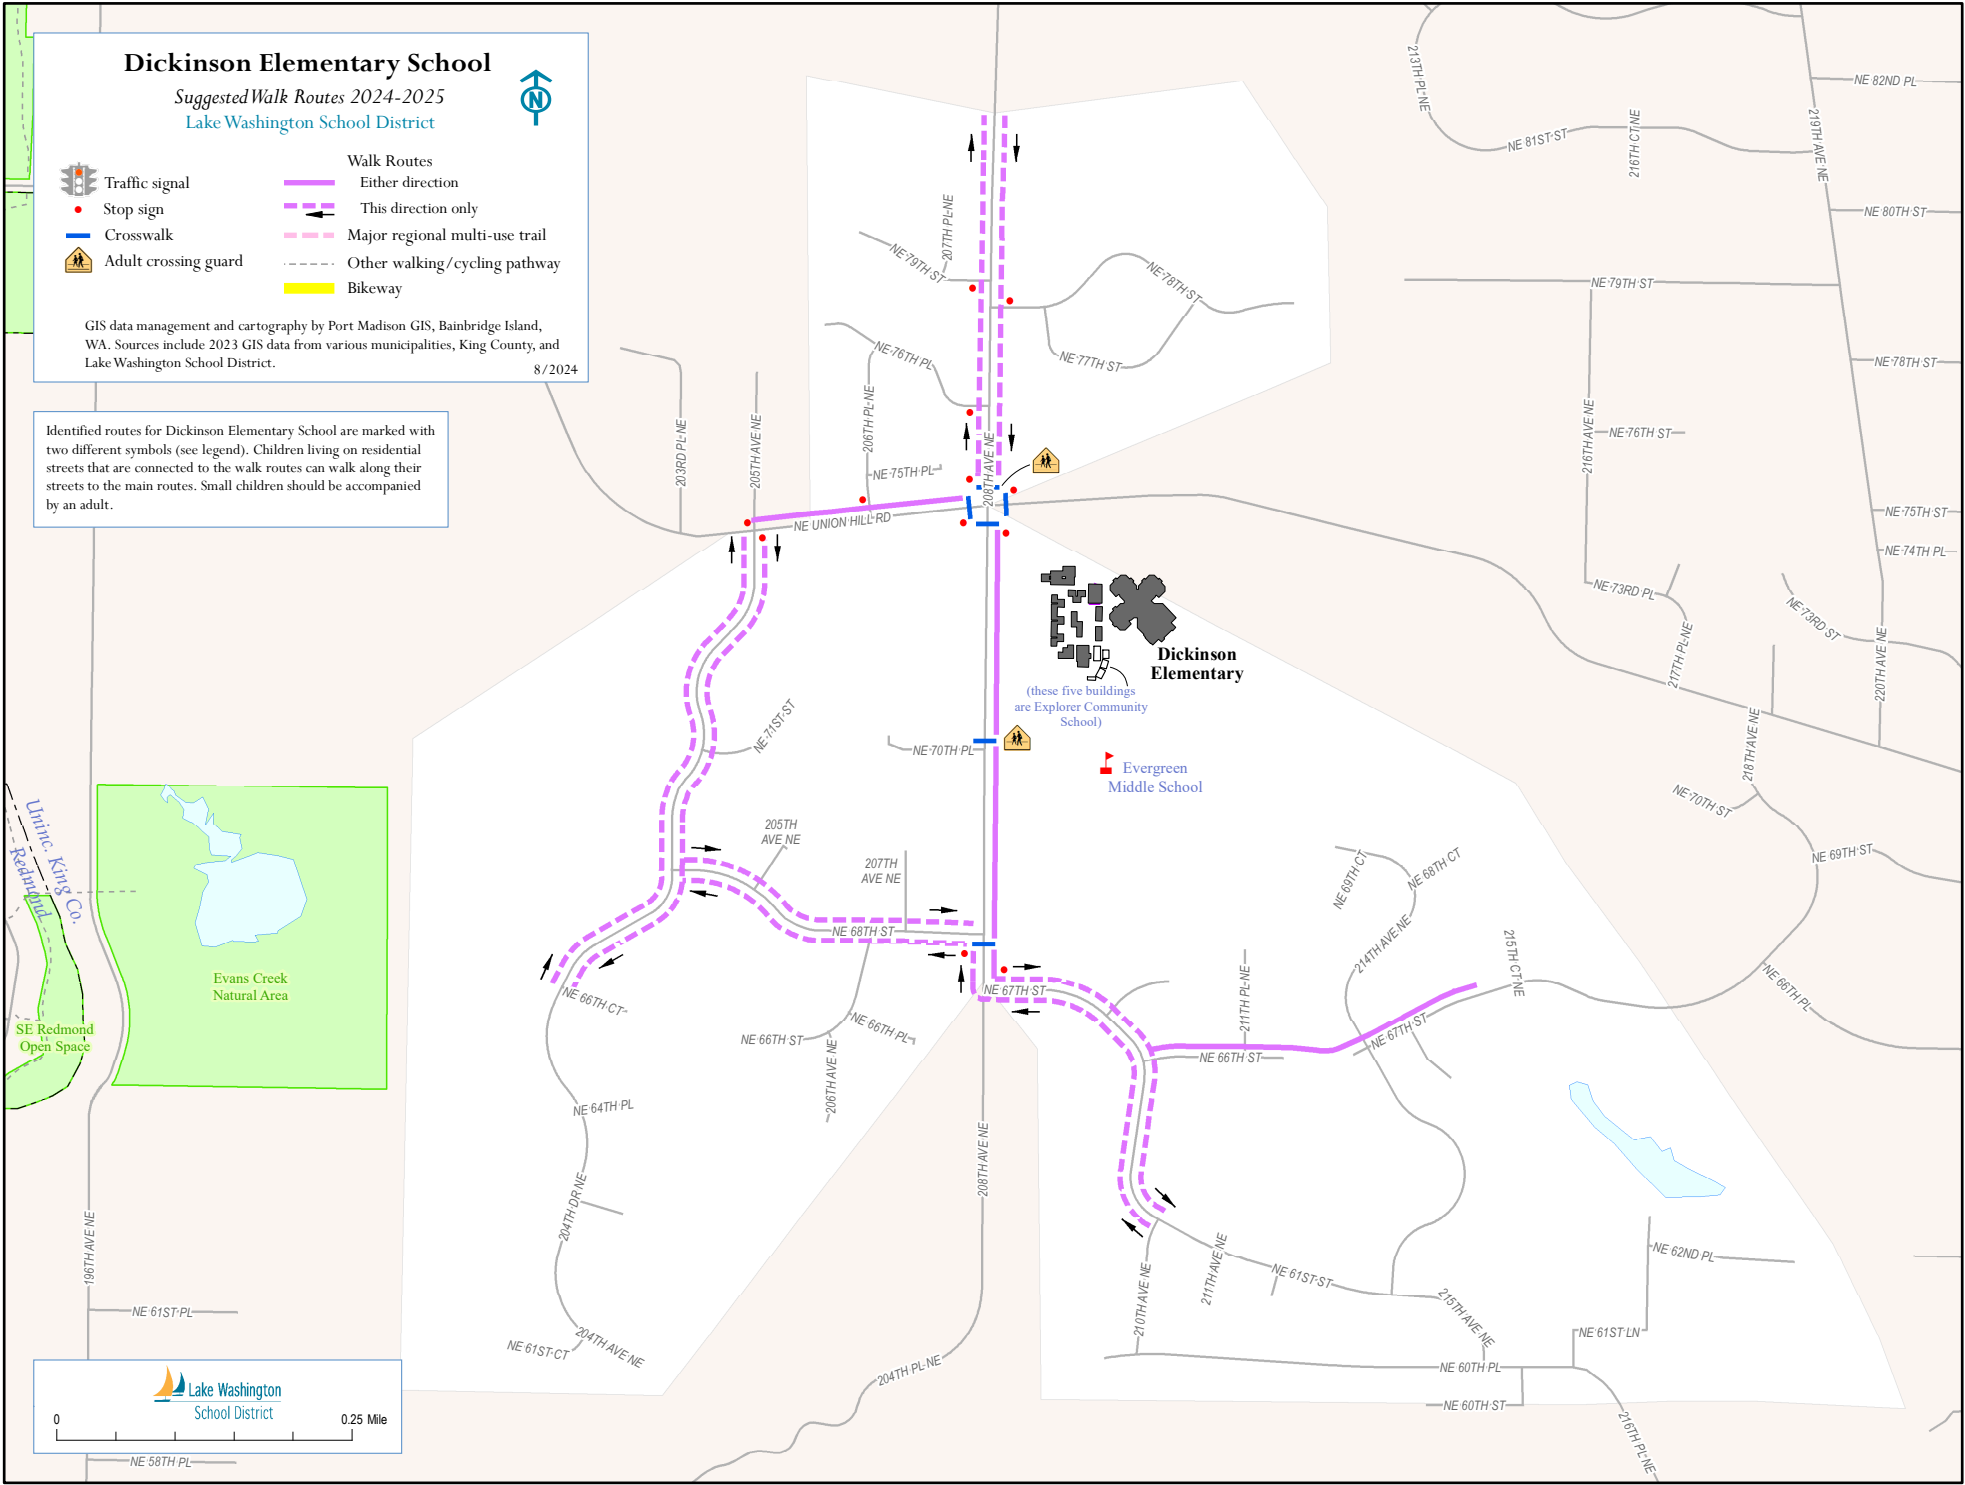 Dickinson Elementary School
Suggested Walk Routes 2024-2025
Lake Washington School District
N
Traffic signal
Stop sign
Crosswalk
Adult crossing guard
Walk Routes
Either direction
This direction only
Major regional multi-use trail
Other walking/cycling pathway
Bikeway
GIS data management and cartography by Port Madison GIS, Bainbridge Island,
WA. Sources include 2023 GIS data from various municipalities, King County, and
Lake Washington School District.
8/2024
Identified routes for Dickinson Elementary School are marked with
two different symbols (see legend). Children living on residential
streets that are connected to the walk routes can walk along their
streets to the main routes. Small children should be accompanied
by an adult.
213TH PL NE
NE 82ND PL
219TH AVE NE
NE 81ST ST
216TH CT NE
NE 80TH ST
207TH PL NE
NE 79TH ST
NE 78TH ST
NE 79TH ST
NE 76TH PL
NE 77TH ST
NE 78TH ST
203RD PL NE
205TH AVE NE
206TH PL NE
NE 75TH PL
208TH AVE NE
216TH AVE NE
NE 76TH ST
NE UNION HILL RD
NE 75TH ST
NE 74TH PL
NE 73RD PL
NE 73RD ST
217TH PL NE
220TH AVE NE
Dickinson
Elementary
(these five buildings
are Explorer Community
School)
NE 71ST ST
NE 70TH PL
218TH AVE NE
Evergreen
Middle School
NE 70TH ST
Uninc. King Co.
Redmond
205TH
AVE NE
207TH
AVE NE
NE 69TH CT
NE 68TH CT
NE 69TH ST
NE 68TH ST
214TH AVE NE
215TH CT NE
Evans Creek
Natural Area
NE 66TH CT
NE 67TH ST
211TH PL NE
NE 66TH PL
SE Redmond
Open Space
NE 66TH ST
NE 66TH PL
NE 67TH ST
NE 66TH ST
206TH AVE NE
NE 64TH PL
208TH AVE NE
204TH DR NE
196TH AVE NE
211TH AVE NE
NE 62ND PL
210TH AVE NE
NE 61ST ST
215TH AVE NE
NE 61ST PL
NE 61ST LN
NE 61ST CT
204TH AVE NE
204TH PL NE
NE 60TH PL
NE 60TH ST
216TH PL NE
Lake Washington
School District
0
0.25 Mile
NE 58TH PL